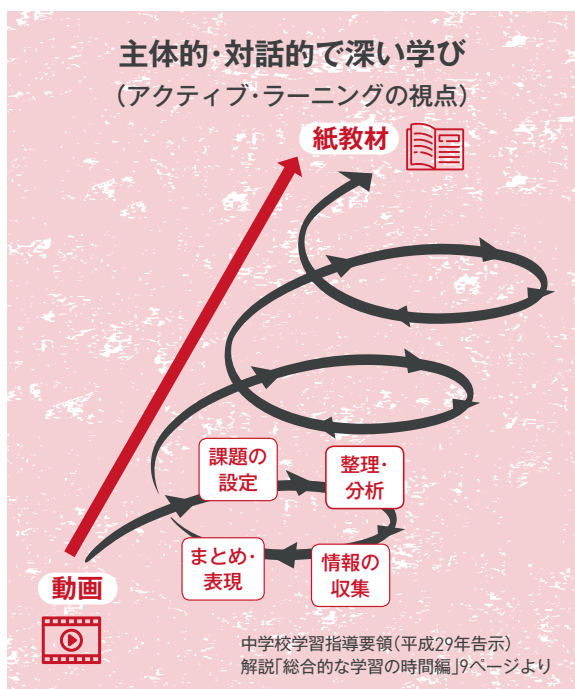 主体的・対話的で深い学び
(アクティブ・ラーニングの視点)
紙教材
課題の
設定
整理・
分析
まとめ・
表現
情報の
収集
動画
中学校学習指導要領(平成29年告示)
解説「総合的な学習の時間編」9ページより